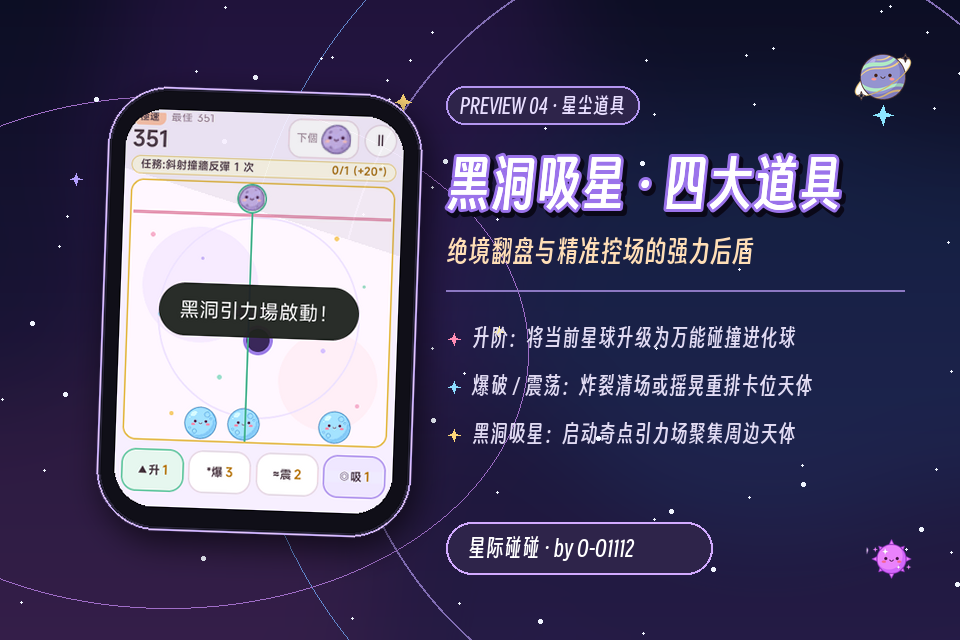 極速 最佳 351
351
下個
任務:斜射撞牆反彈 1 次
0/1 (+20*)
黑洞引力場啟動!
▲升 1
*爆 3
≈震 2
◎吸 1
PREVIEW 04 · 星尘道具
黑洞吸星 · 四大道具
绝境翻盘与精准控场的强力后盾
升阶：将当前星球升级为万能碰撞进化球
爆破 / 震荡：炸裂清场或摇晃重排卡位天体
黑洞吸星：启动奇点引力场聚集周边天体
星际碰碰 · by O-O1112